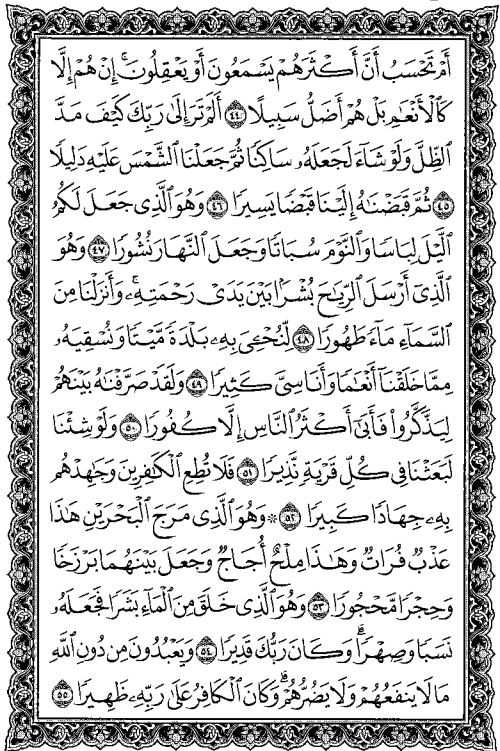 أَمْ تَحْسَبُ أَنَّ أَكْثَرَهُمْ يَسْمَعُونَ أَوْ يَعْقِلُونَ ۚ إِنْ هُمْ إِلَّا
كَالْأَنْعَٰمِ بَلْ هُمْ أَضَلُّ سَبِيلًا ٤٤ أَلَمْ تَرَ إِلَىٰ رَبِّكَ كَيْفَ مَدَّ
ٱلظِّلَّ وَلَوْ شَآءَ لَجَعَلَهُۥ سَاكِنًا ثُمَّ جَعَلْنَا ٱلشَّمْسَ عَلَيْهِ دَلِيلًا
٤٥ ثُمَّ قَبَضْنَٰهُ إِلَيْنَا قَبْضًا يَسِيرًا ٤٦ وَهُوَ ٱلَّذِى جَعَلَ لَكُمُ
ٱلَّيْلَ لِبَاسًا وَٱلنَّوْمَ سُبَاتًا وَجَعَلَ ٱلنَّهَارَ نُشُورًا ٤٧ وَهُوَ
ٱلَّذِىٓ أَرْسَلَ ٱلرِّيَٰحَ بُشْرًۢا بَيْنَ يَدَىْ رَحْمَتِهِۦ ۚ وَأَنزَلْنَا مِنَ
ٱلسَّمَآءِ مَآءً طَهُورًا ٤٨ لِّنُحْـِۧىَ بِهِۦ بَلْدَةً مَّيْتًا وَنُسْقِيَهُۥ
مِمَّا خَلَقْنَآ أَنْعَٰمًا وَأَنَاسِىَّ كَثِيرًا ٤٩ وَلَقَدْ صَرَّفْنَٰهُ بَيْنَهُمْ
لِيَذَّكَّرُوا۟ فَأَبَىٰٓ أَكْثَرُ ٱلنَّاسِ إِلَّا كُفُورًا ٥٠ وَلَوْ شِئْنَا
لَبَعَثْنَا فِى كُلِّ قَرْيَةٍ نَّذِيرًا ٥١ فَلَا تُطِعِ ٱلْكَٰفِرِينَ وَجَٰهِدْهُم
بِهِۦ جِهَادًا كَبِيرًا ٥٢ ۞ وَهُوَ ٱلَّذِى مَرَجَ ٱلْبَحْرَيْنِ هَٰذَا
عَذْبٌ فُرَاتٌ وَهَٰذَا مِلْحٌ أُجَاجٌ وَجَعَلَ بَيْنَهُمَا بَرْزَخًا
وَحِجْرًا مَّحْجُورًا ٥٣ وَهُوَ ٱلَّذِى خَلَقَ مِنَ ٱلْمَآءِ بَشَرًا فَجَعَلَهُۥ
نَسَبًا وَصِهْرًا ۗ وَكَانَ رَبُّكَ قَدِيرًا ٥٤ وَيَعْبُدُونَ مِن دُونِ ٱللَّهِ
مَا لَا يَنفَعُهُمْ وَلَا يَضُرُّهُمْ ۗ وَكَانَ ٱلْكَافِرُ عَلَىٰ رَبِّهِۦ ظَهِيرًا ٥٥